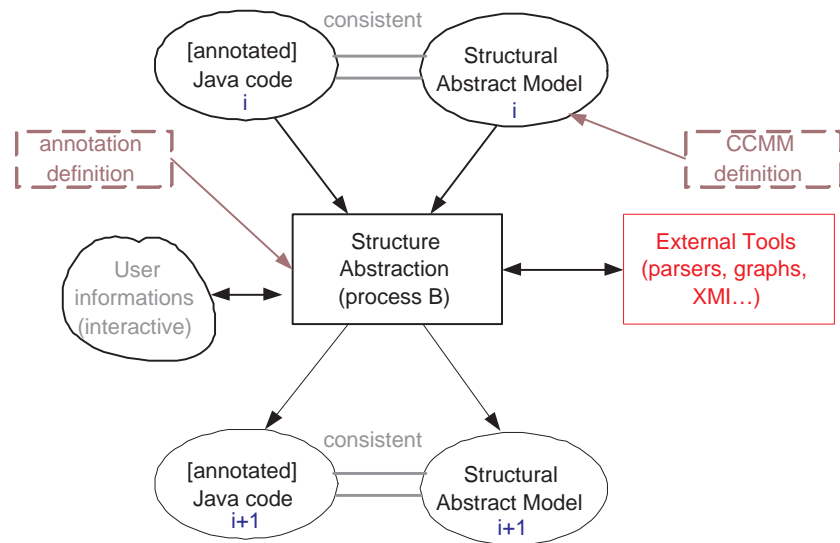 consistent
[annotated]
Java code
i
Structural
Abstract Model
i
annotation
definition
CCMM
definition
User
informations
(interactive)
Structure
Abstraction
(process B)
External Tools
(parsers, graphs,
XMI…)
consistent
[annotated]
Java code
i+1
Structural
Abstract Model
i+1